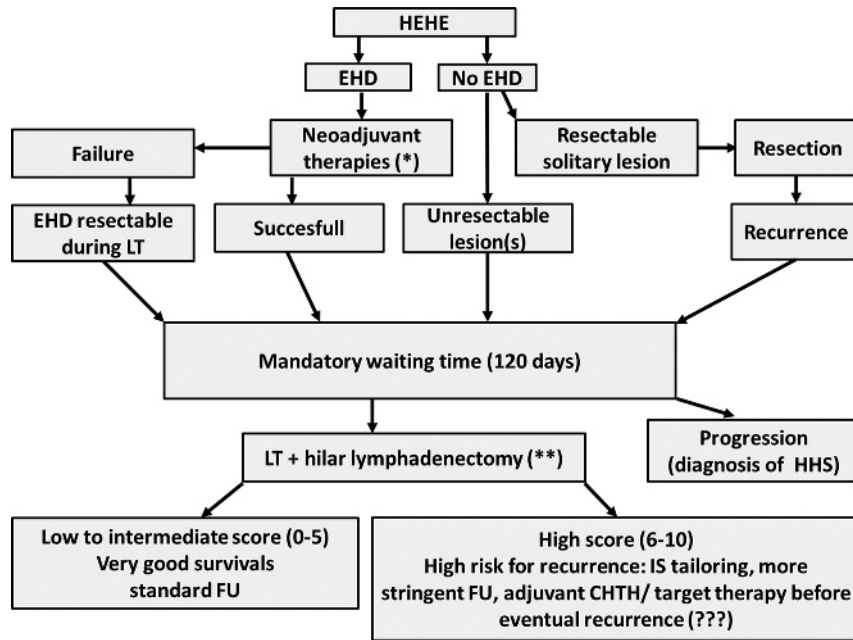 HEHE
EHD
No EHD
Failure
Neoadjuvant
therapies (*)
Resectable
solitary lesion
Resection
EHD resectable
during LT
Succesfull
Unresectable
lesion(s)
Recurrence
Mandatory waiting time (120 days)
LT + hilar lymphadenectomy (**)
Progression
(diagnosis of HHS)
Low to intermediate score (0-5)
Very good survivals
standard FU
High score (6-10)
High risk for recurrence: IS tailoring, more
stringent FU, adjuvant CHTH/ target therapy before
eventual recurrence (???)